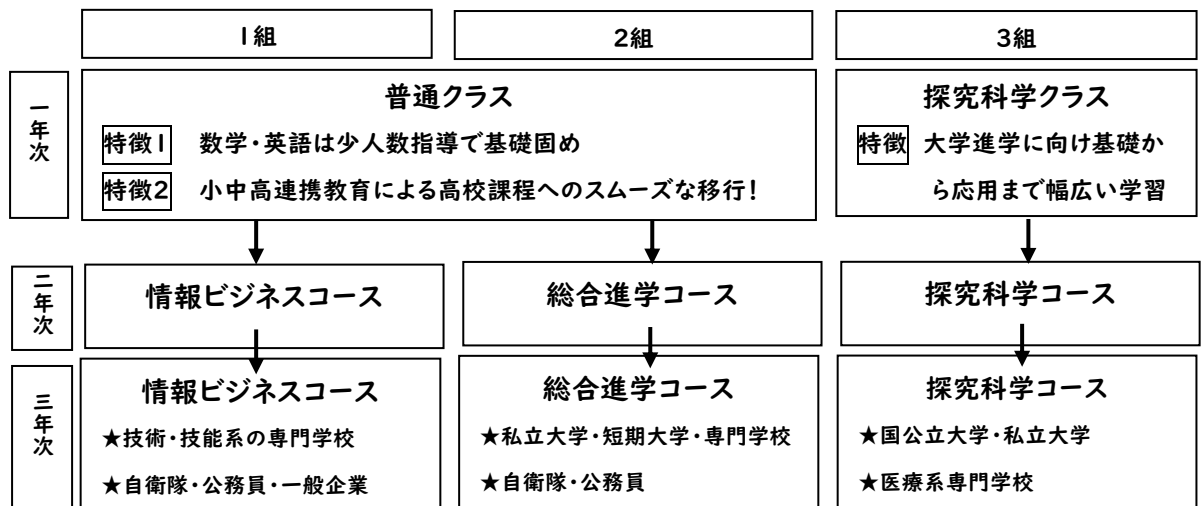 1組
2組
3組
一年次
普通クラス
特徴1 数学・英語は少人数指導で基礎固め
特徴2 小中高連携教育による高校課程へのスムーズな移行!
探究科学クラス
特徴 大学進学に向け基礎か
ら応用まで幅広い学習
二年次
情報ビジネスコース
総合進学コース
探究科学コース
三年次
情報ビジネスコース
★技術・技能系の専門学校
★自衛隊・公務員・一般企業
総合進学コース
★私立大学・短期大学・専門学校
★自衛隊・公務員
探究科学コース
★国公立大学・私立大学
★医療系専門学校